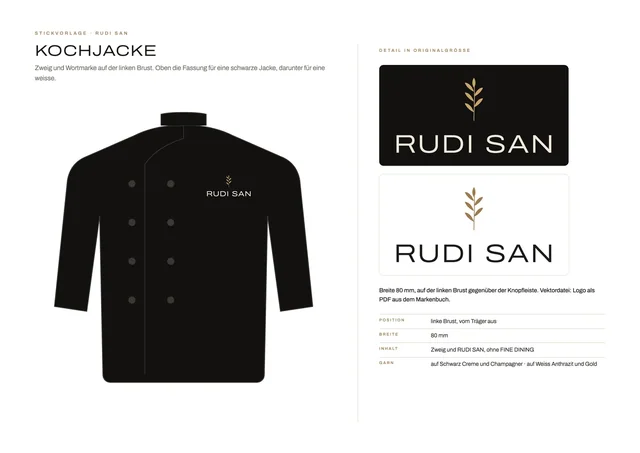 STICKVORLAGE · RUDI SAN
KOCHJACKE
Zweig und Wortmarke auf der linken Brust. Oben die Fassung für eine schwarze Jacke, darunter für eine
weisse.
RUDI SAN
DETAIL IN ORIGINALGRÖSSE
RUDI SAN
RUDI SAN
Breite 80 mm, auf der linken Brust gegenüber der Knopfleiste. Vektordatei: Logo als
PDF aus dem Markenbuch.
POSITION linke Brust, vom Träger aus
BREITE 80 mm
INHALT Zweig und RUDI SAN, ohne FINE DINING
GARN auf Schwarz Creme und Champagner · auf Weiss Anthrazit und Gold